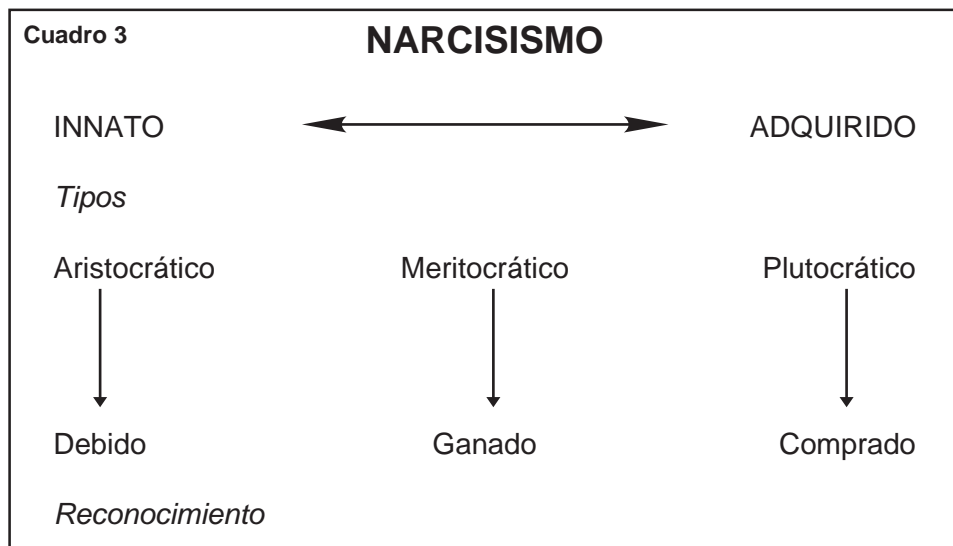 Cuadro 3 NARCISISMO
INNATO ADQUIRIDO
Tipos
Aristocrático Meritocrático Plutocrático
Debido Ganado Comprado
Reconocimiento